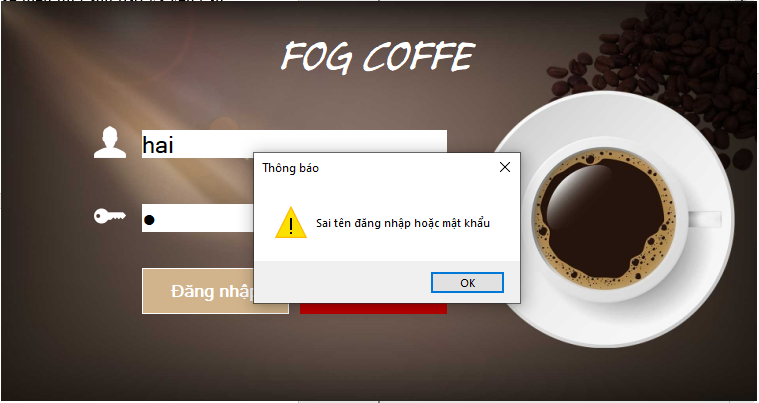 FOG COFFE
hai
Thông báo
Sai tên đăng nhập hoặc mật khẩu
OK
Đăng nhập